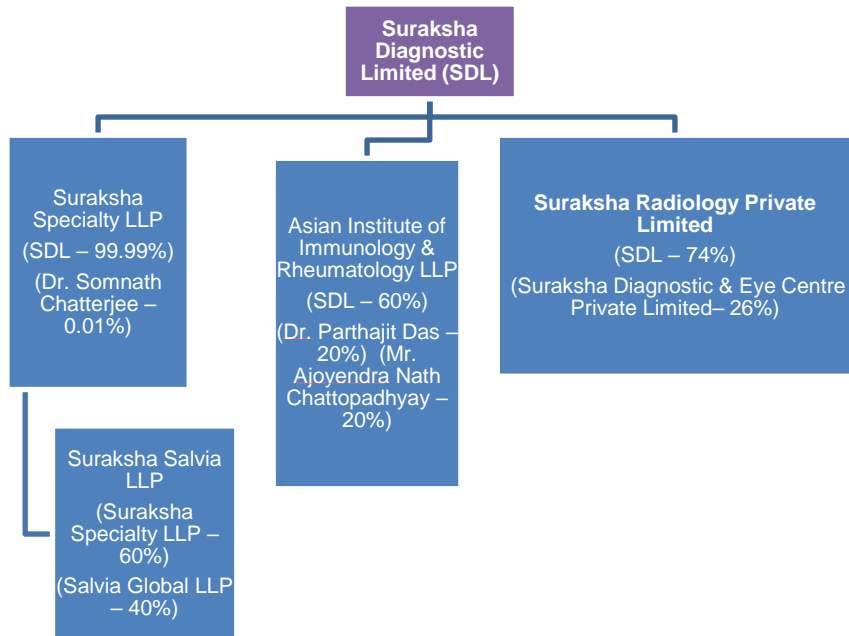 Suraksha
Diagnostic
Limited (SDL)
Suraksha
Specialty LLP
(SDL – 99.99%)
(Dr. Somnath
Chatterjee –
0.01%)
Asian Institute of
Immunology &
Rheumatology LLP
(SDL – 60%)
(Dr. Parthajit Das –
20%) (Mr.
Ajoyendra Nath
Chattopadhyay –
20%)
Suraksha Radiology Private
Limited
(SDL – 74%)
(Suraksha Diagnostic & Eye Centre
Private Limited– 26%)
Suraksha Salvia
LLP
(Suraksha
Specialty LLP –
60%)
(Salvia Global LLP
– 40%)